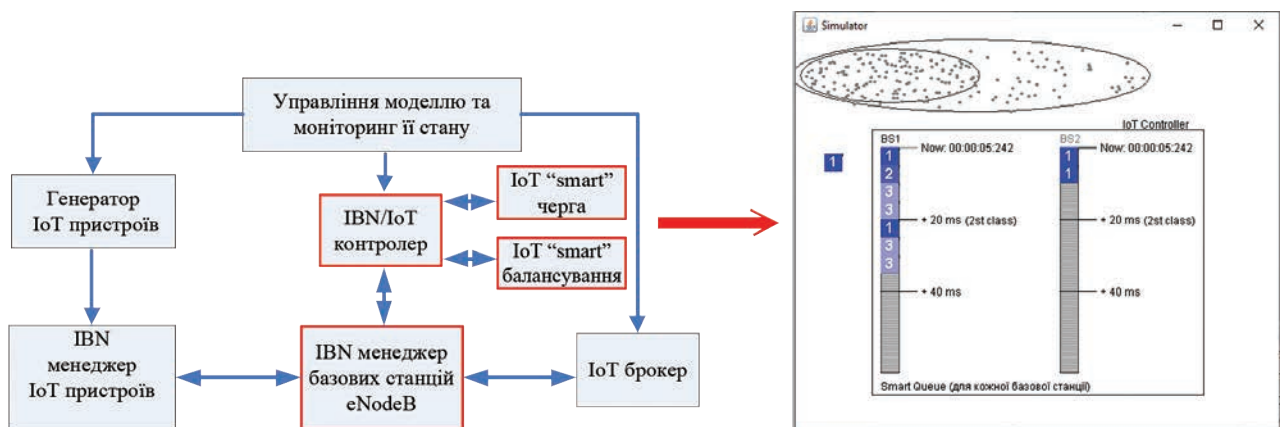 Управління моделлю та
моніторинг її стану
Генератор
IoT пристроїв
IBN/IoT
контролер
IoT “smart”
черга
IoT “smart”
балансування
IBN
менеджер
IoT пристроїв
IBN менеджер
базових станцій
eNodeB
IoT брокер
Simulator
IoT Controller
1
BS1
1
2
3
3
1
3
3
Now: 00:00:05:242
+ 20 ms (2st class)
+ 40 ms
BS2
1
1
Now: 00:00:05:242
+ 20 ms (2st class)
+ 40 ms
Smart Queue (для кожної базової станції)